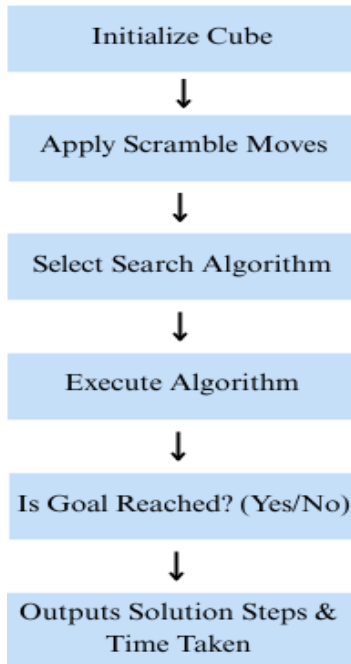 Initialize Cube
Apply Scramble Moves
Select Search Algorithm
Execute Algorithm
Is Goal Reached? (Yes/No)
Outputs Solution Steps &
Time Taken